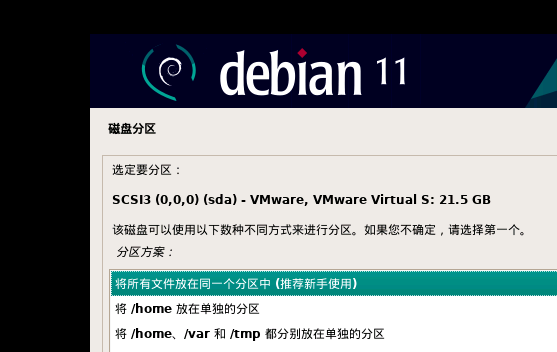 debian 11
磁盘分区
选定要分区：
SCSI3 (0,0,0) (sda) - VMware, VMware Virtual S: 21.5 GB
该磁盘可以使用以下数种不同方式来进行分区。如果您不确定，请选择第一个。
分区方案：
将所有文件放在同一个分区中 (推荐新手使用)
将 /home 放在单独的分区
将 /home、/var 和 /tmp 都分别放在单独的分区